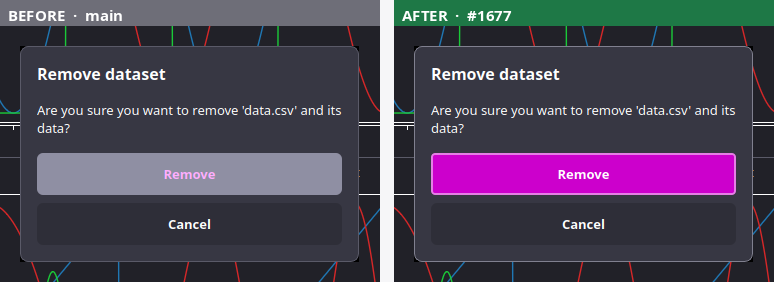 BEFORE · main
Remove dataset
Are you sure you want to remove 'data.csv' and its
data?
Remove
Cancel
AFTER · #1677
Remove dataset
Are you sure you want to remove 'data.csv' and its
data?
Remove
Cancel